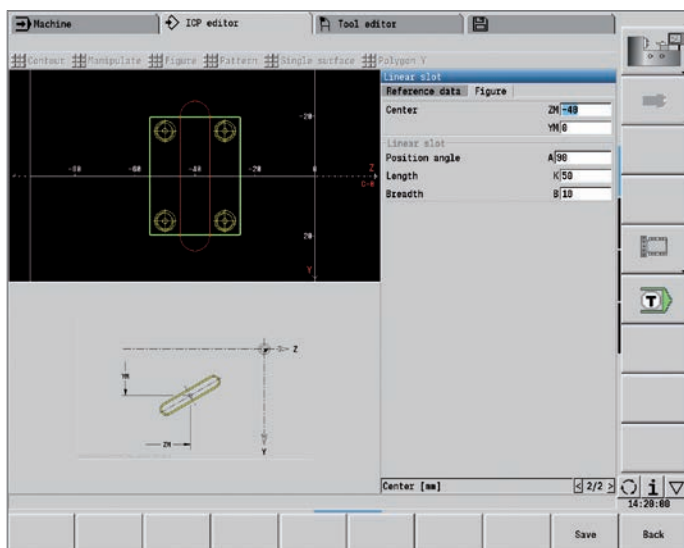 Machine
ICP editor
Tool editor
Contour
Manipulate
Figure
Pattern
Single surface
Polygon Y
Linear slot
Reference data
Figure
Center
ZM -40
YM 0
Linear slot
Position angle
A 90
Length
K 50
Breadth
B 10
-20
-80
-60
-40
-20
0
Z
C-0
20
Y
Z
YM
ZM
Y
T
Center [mm]
< 2/2 >
i
14:20:00
Save
Back